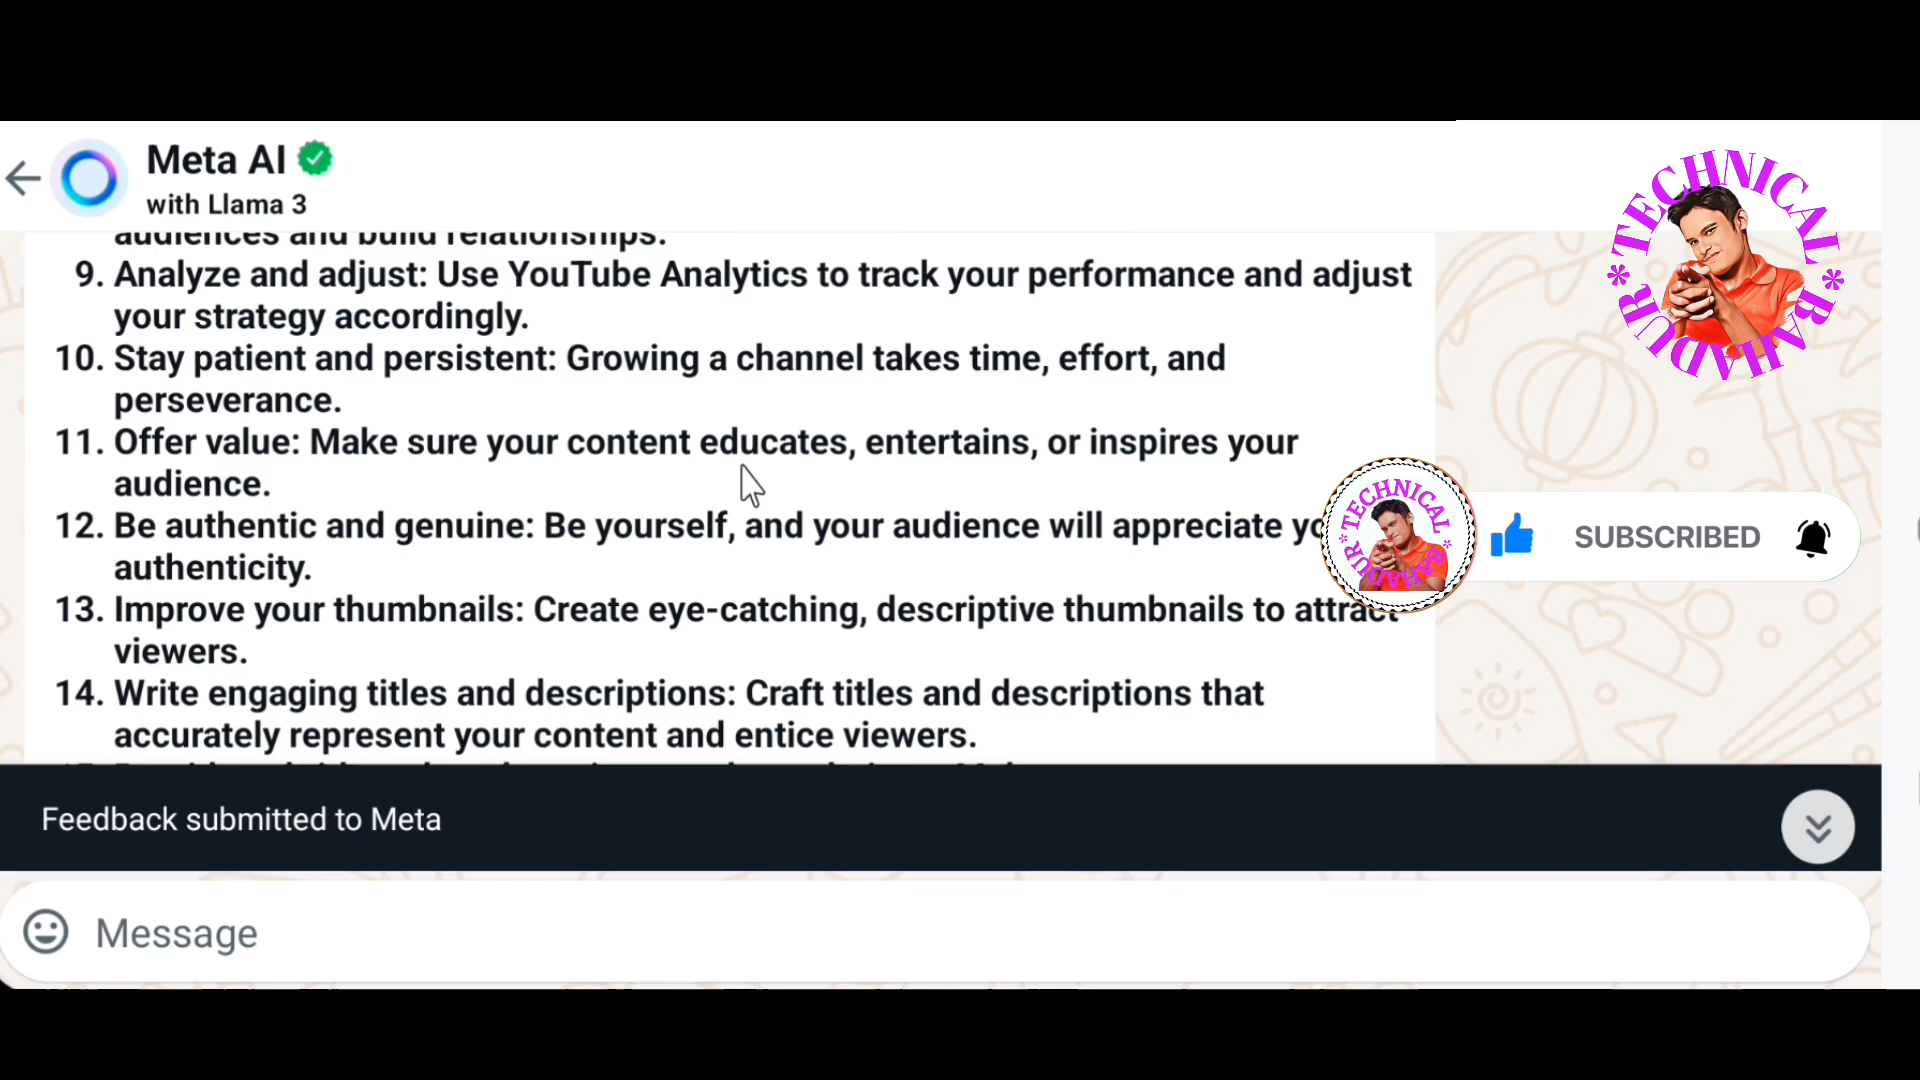 Meta AI
with Llama 3
audiences and build relationships.
9. Analyze and adjust: Use YouTube Analytics to track your performance and adjust
your strategy accordingly.
10. Stay patient and persistent: Growing a channel takes time, effort, and
perseverance.
11. Offer value: Make sure your content educates, entertains, or inspires your
audience.
12. Be authentic and genuine: Be yourself, and your audience will appreciate
authenticity.
13. Improve your thumbnails: Create eye-catching, descriptive thumbnails to attract
viewers.
14. Write engaging titles and descriptions: Craft titles and descriptions that
accurately represent your content and entice viewers.
Feedback submitted to Meta
Message
*TECHNICAL*
BAHADUR
*TECHNICAL*
BAHADUR
SUBSCRIBED